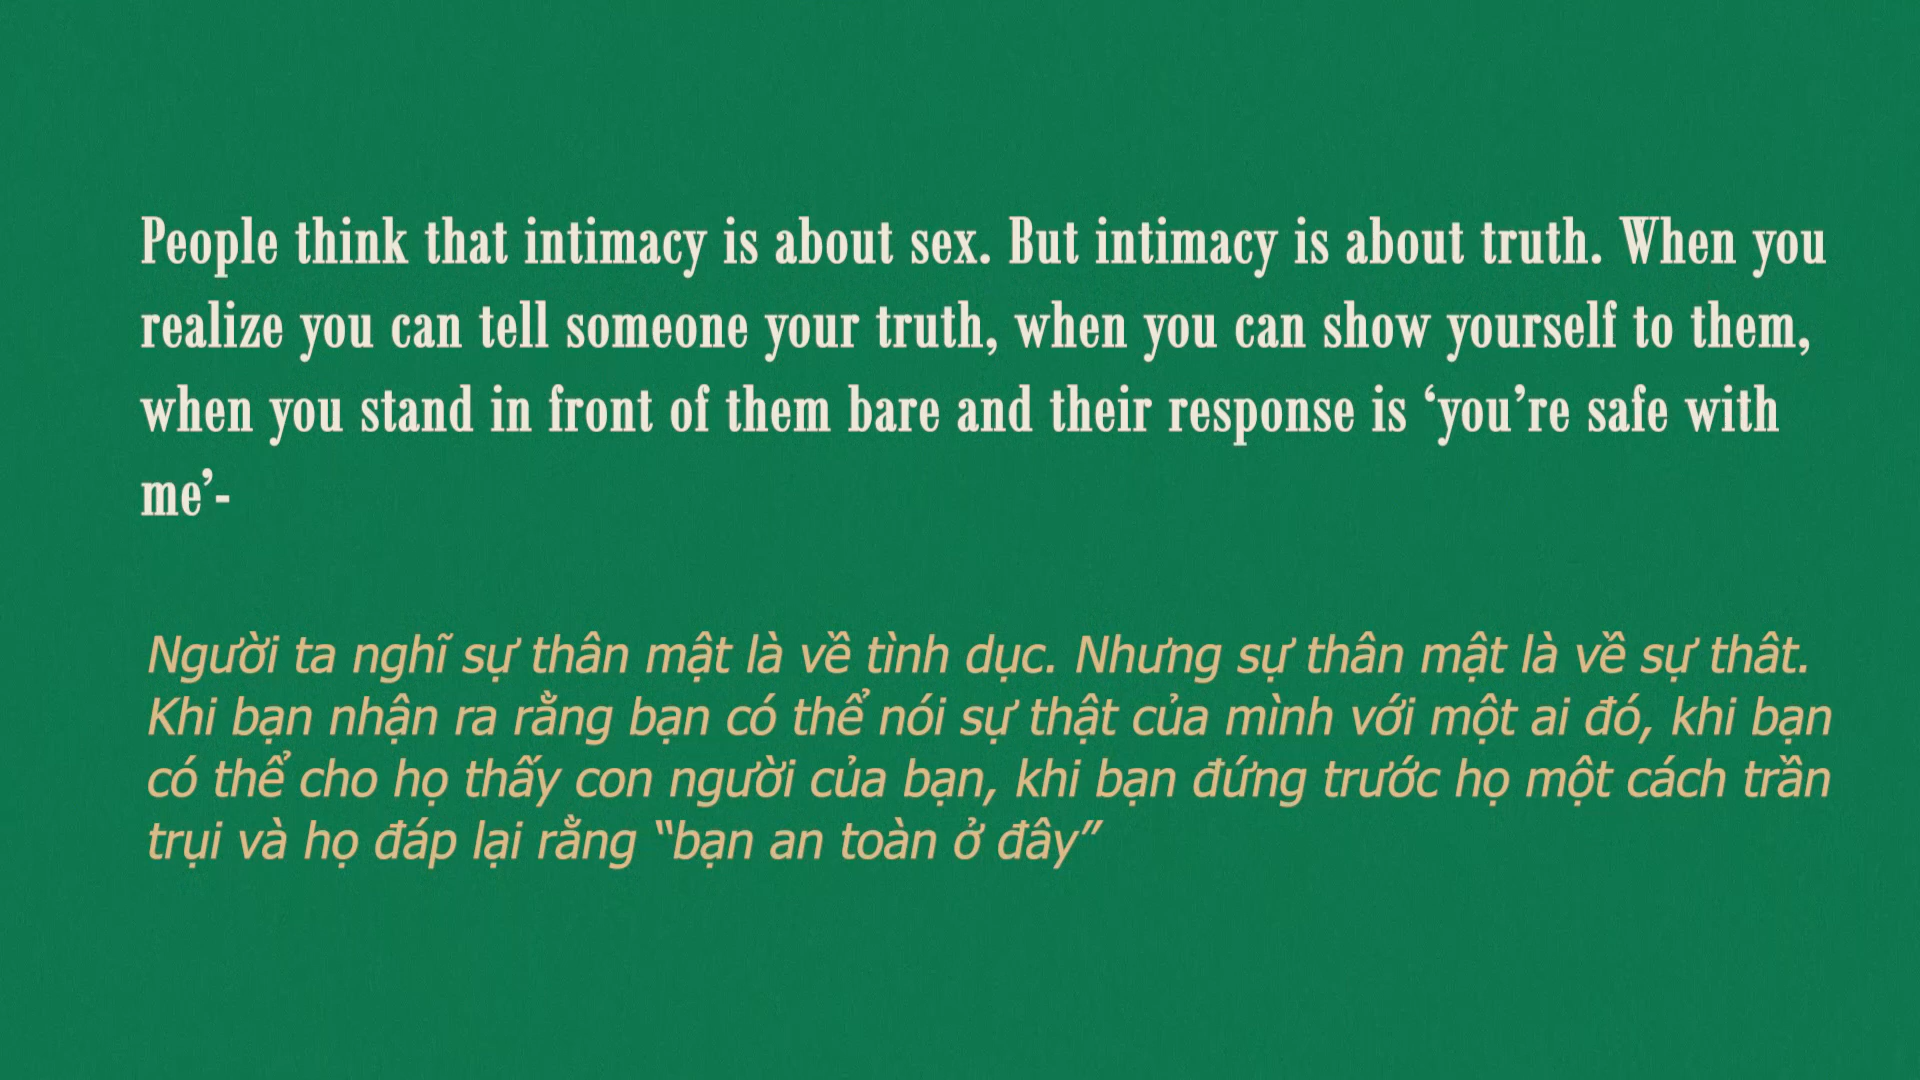 People think that intimacy is about sex. But intimacy is about truth. When you
realize you can tell someone your truth, when you can show yourself to them,
when you stand in front of them bare and their response is ‘you’re safe with
me’-
Người ta nghĩ sự thân mật là về tình dục. Nhưng sự thân mật là về sự thât.
Khi bạn nhận ra rằng bạn có thể nói sự thật của mình với một ai đó, khi bạn
có thể cho họ thấy con người của bạn, khi bạn đứng trước họ một cách trần
trụi và họ đáp lại rằng “bạn an toàn ở đây”